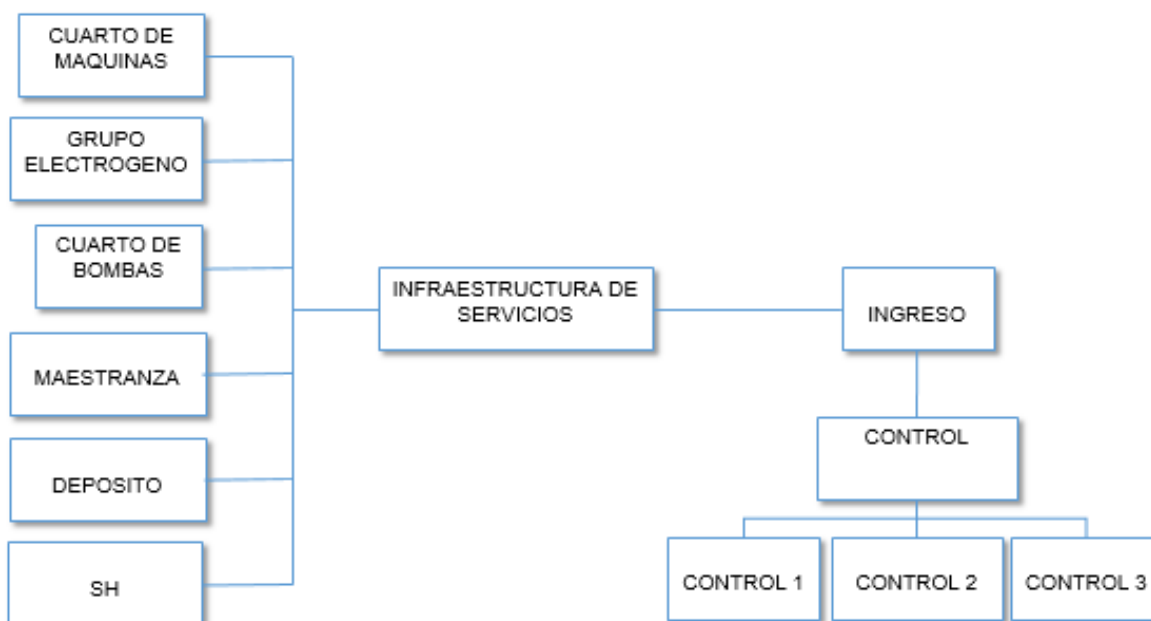 CUARTO DE
MAQUINAS
GRUPO
ELECTROGENO
CUARTO DE
BOMBAS
MAESTRANZA
DEPOSITO
SH
INFRAESTRUCTURA DE
SERVICIOS
INGRESO
CONTROL
CONTROL 1
CONTROL 2
CONTROL 3